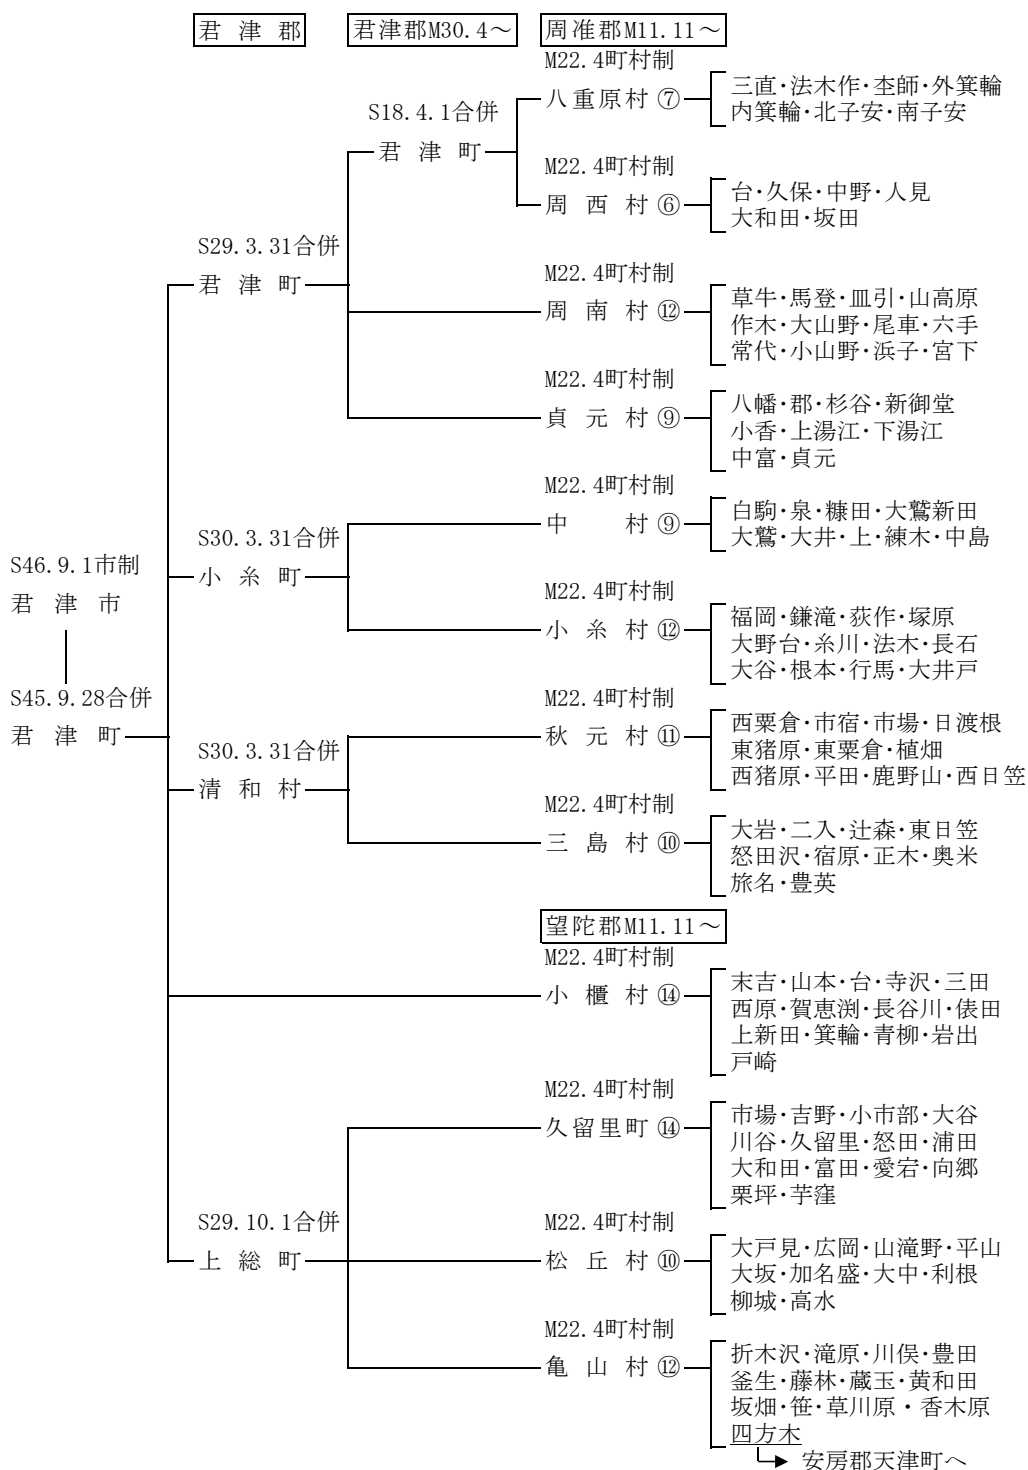 君津郡
君津郡M30.4～
周准郡M11.11～
M22.4町村制
八重原村⑦
三直・法木作・杢師・外箕輪
内箕輪・北子安・南子安
S18.4.1合併
君津町
M22.4町村制
周西村⑥
台・久保・中野・人見
大和田・坂田
S29.3.31合併
君津町
M22.4町村制
周南村⑫
草牛・馬登・皿引・山高原
作木・大山野・尾車・六手
常代・小山野・浜子・宮下
M22.4町村制
貞元村⑨
八幡・郡・杉谷・新御堂
小香・上湯江・下湯江
中富・貞元
M22.4町村制
中村⑨
白駒・泉・糠田・大鷲新田
大鷲・大井・上・練木・中島
S30.3.31合併
小糸町
S46.9.1市制
君津市
M22.4町村制
小糸村⑫
福岡・鎌滝・荻作・塚原
大野台・糸川・法木・長石
大谷・根本・行馬・大井戸
S45.9.28合併
君津町
M22.4町村制
秋元村⑪
西粟倉・市宿・市場・日渡根
東猪原・東粟倉・植畑
西猪原・平田・鹿野山・西日笠
S30.3.31合併
清和村
M22.4町村制
三島村⑩
大岩・二入・辻森・東日笠
怒田沢・宿原・正木・奥米
旅名・豊英
望陀郡M11.11～
M22.4町村制
小櫃村⑭
末吉・山本・台・寺沢・三田
西原・賀恵渕・長谷川・俵田
上新田・箕輪・青柳・岩出
戸崎
M22.4町村制
久留里町⑭
市場・吉野・小市部・大谷
川谷・久留里・怒田・浦田
大和田・富田・愛宕・向郷
栗坪・芋窪
S29.10.1合併
上総町
M22.4町村制
松丘村⑩
大戸見・広岡・山滝野・平山
大坂・加名盛・大中・利根
柳城・高水
M22.4町村制
亀山村⑫
折木沢・滝原・川俣・豊田
釜生・藤林・蔵玉・黄和田
坂畑・笹・草川原・香木原
四方木
安房郡天津町へ